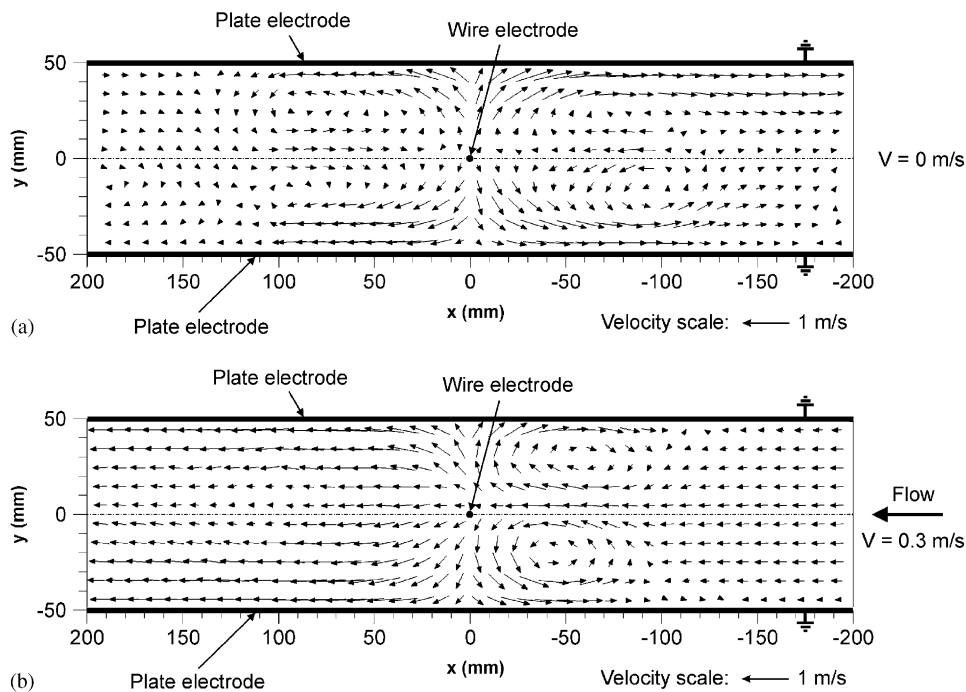 Plate electrode
Wire electrode
50
0
-50
y (mm)
V = 0 m/s
200 150 100 50 0 -50 -100 -150 -200
x (mm)
(a)
Plate electrode
Velocity scale: 1 m/s
Plate electrode
Wire electrode
50
0
-50
y (mm)
Flow
V = 0.3 m/s
200 150 100 50 0 -50 -100 -150 -200
x (mm)
(b)
Plate electrode
Velocity scale: 1 m/s